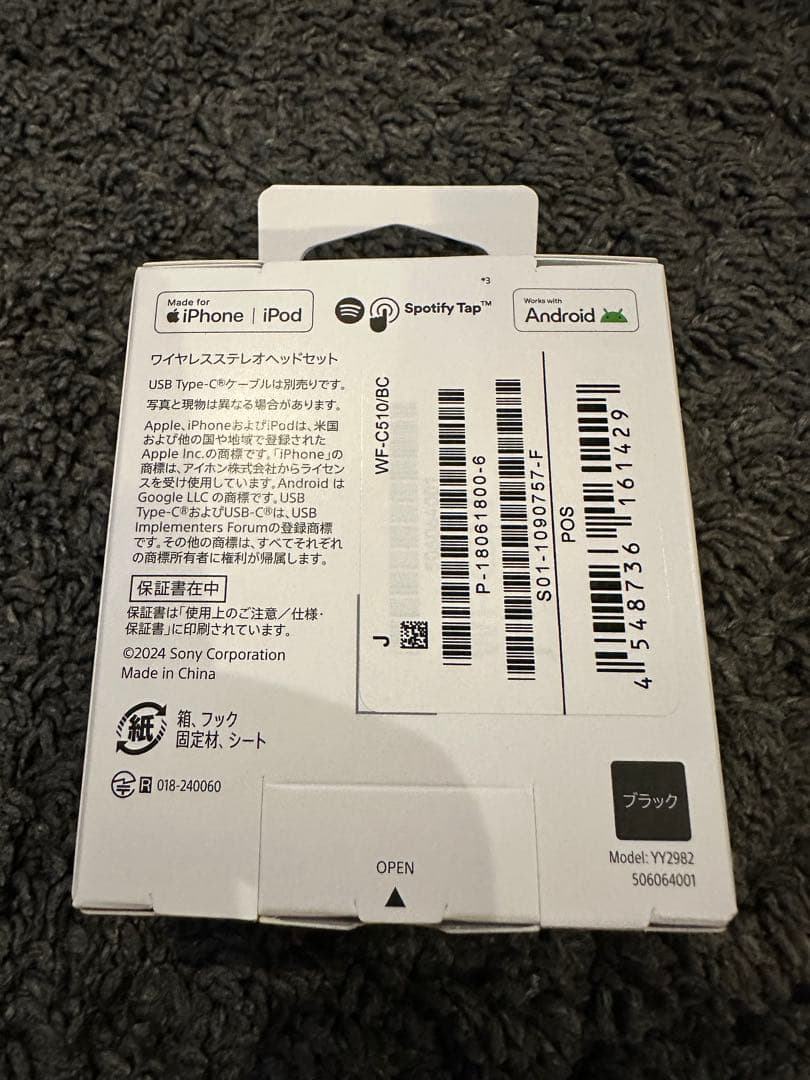 *3
Made for
iPhone | iPod
Spotify Tap™
Works with
Android
ワイヤレスステレオヘッドセット
USB Type-C®ケーブルは別売りです。
写真と現物は異なる場合があります。
Apple、iPhoneおよびiPodは、米国
および他の国や地域で登録された
Apple Inc.の商標です。「iPhone」の
商標は、アイホン株式会社からライセン
スを受け使用しています。Android は
Google LLC の商標です。USB
Type-C®およびUSB-C®は、USB
Implementers Forumの登録商標
です。その他の商標は、すべてそれぞれ
の商標所有者に権利が帰属します。
保証書在中
保証書は「使用上のご注意／仕様・
保証書」に印刷されています。
©2024 Sony Corporation
Made in China
紙
箱、フック
固定材、シート
R 018-240060
WF-C510/BC
J
P-18061800-6
S01-1090757-F
POS
4 548736 161429
OPEN
ブラック
Model: YY2982
506064001